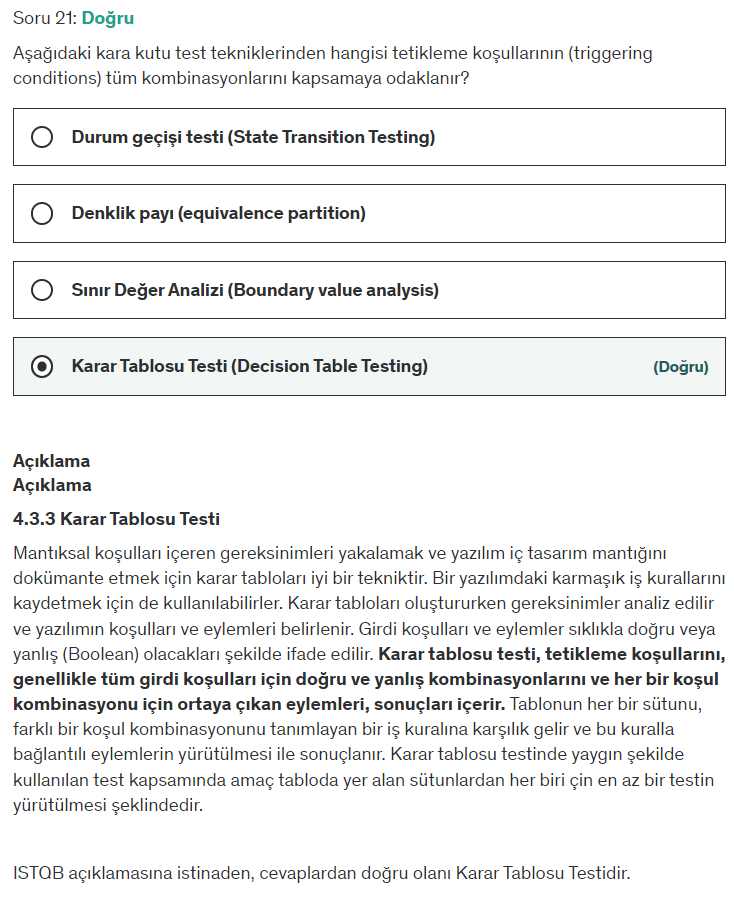 Soru 21: Doğru
Aşağıdaki kara kutu test tekniklerinden hangisi tetikleme koşullarının (triggering
conditions) tüm kombinasyonlarını kapsamaya odaklanır?
Durum geçişi testi (State Transition Testing)
Denklik payı (equivalence partition)
Sınır Değer Analizi (Boundary value analysis)
Karar Tablosu Testi (Decision Table Testing) (Doğru)
Açıklama
Açıklama
4.3.3 Karar Tablosu Testi
Mantıksal koşulları içeren gereksinimleri yakalamak ve yazılım iç tasarım mantığını
dokümante etmek için karar tabloları iyi bir tekniktir. Bir yazılımdaki karmaşık iş kurallarını
kaydetmek için de kullanılabilirler. Karar tabloları oluştururken gereksinimler analiz edilir
ve yazılımın koşulları ve eylemleri belirlenir. Girdi koşulları ve eylemler sıklıkla doğru veya
yanlış (Boolean) olacakları şekilde ifade edilir. Karar tablosu testi, tetikleme koşullarını,
genellikle tüm girdi koşulları için doğru ve yanlış kombinasyonlarını ve her bir koşul
kombinasyonu için ortaya çıkan eylemleri, sonuçları içerir. Tablonun her bir sütunu,
farklı bir koşul kombinasyonunu tanımlayan bir iş kuralına karşılık gelir ve bu kuralla
bağlantılı eylemlerin yürütülmesi ile sonuçlanır. Karar tablosu testinde yaygın şekilde
kullanılan test kapsamında amaç tabloda yer alan sütunlardan her biri çin en az bir testin
yürütülmesi şeklindedir.
ISTQB açıklamasına istinaden, cevaplardan doğru olanı Karar Tablosu Testidir.